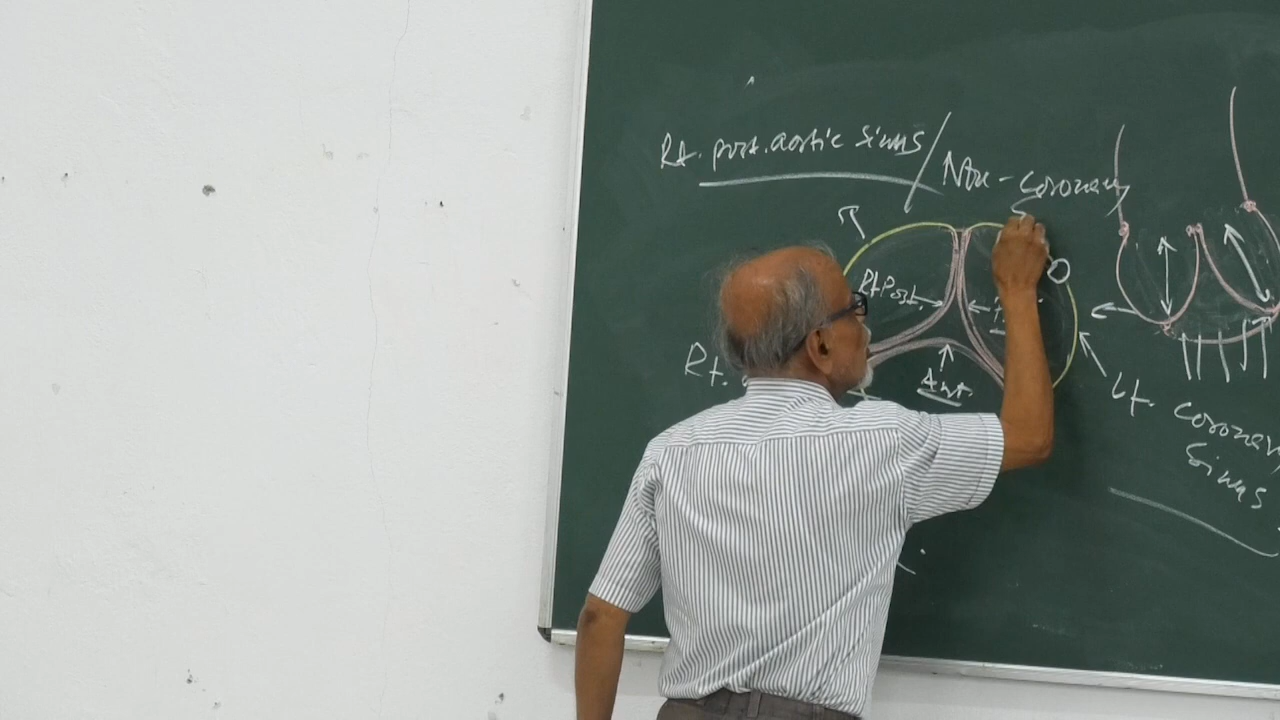 Rt. post. aortic sinus /
Non-coronary
Rt. Post.
Rt.
Ant.
Lt. coronary
Sinus